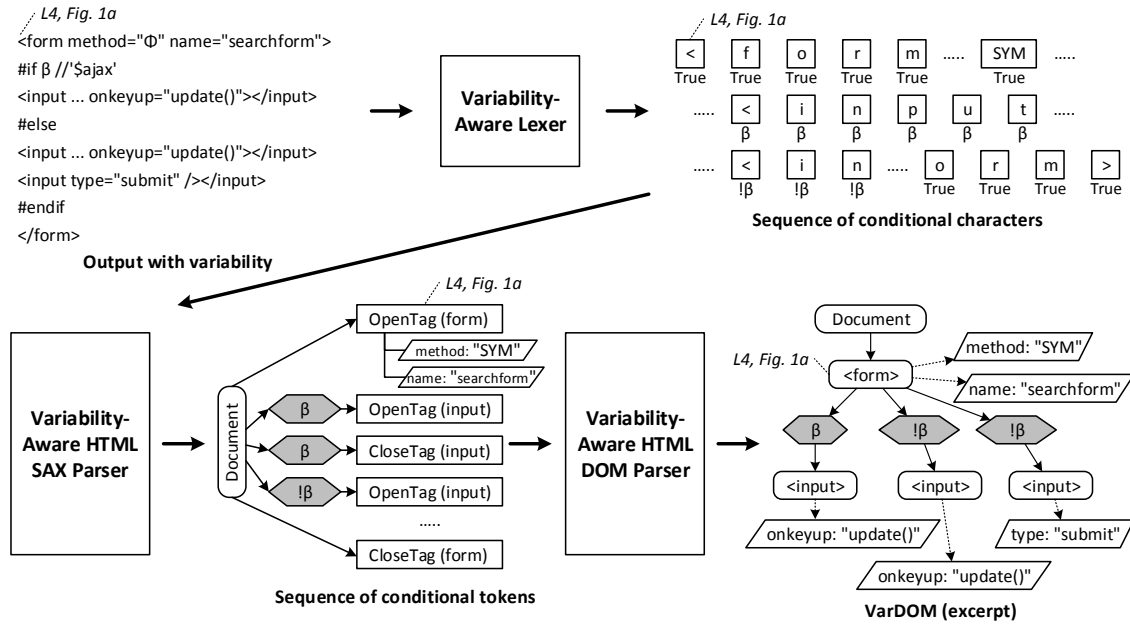 L4, Fig. 1a
<form method="Φ" name="searchform">
#if β //'$ajax'
<input ... onkeyup="update()"></input>
#else
<input ... onkeyup="update()"></input>
<input type="submit" /></input>
#endif
</form>
Output with variability
Variability-
Aware Lexer
L4, Fig. 1a
< f o r m ..... SYM .....
True True True True True True
..... < i n p u t .....
β β β β β β
..... < i n ..... o r m >
!β !β !β True True True True
Sequence of conditional characters
Variability-
Aware HTML
SAX Parser
L4, Fig. 1a
Document
OpenTag (form)
method: "SYM"
name: "searchform"
β OpenTag (input)
β CloseTag (input)
!β OpenTag (input)
.....
CloseTag (form)
Sequence of conditional tokens
Variability-
Aware HTML
DOM Parser
Document
L4, Fig. 1a
<form>
method: "SYM"
name: "searchform"
β !β !β
<input> <input> <input>
onkeyup: "update()" type: "submit"
onkeyup: "update()"
VarDOM (excerpt)